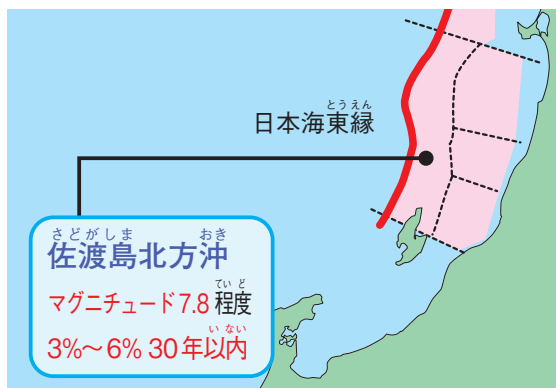 とうえん
日本海東縁
さどがしま おき
佐渡島北方沖
ていど
マグニチュード7.8程度
いない
3%〜6% 30年以内